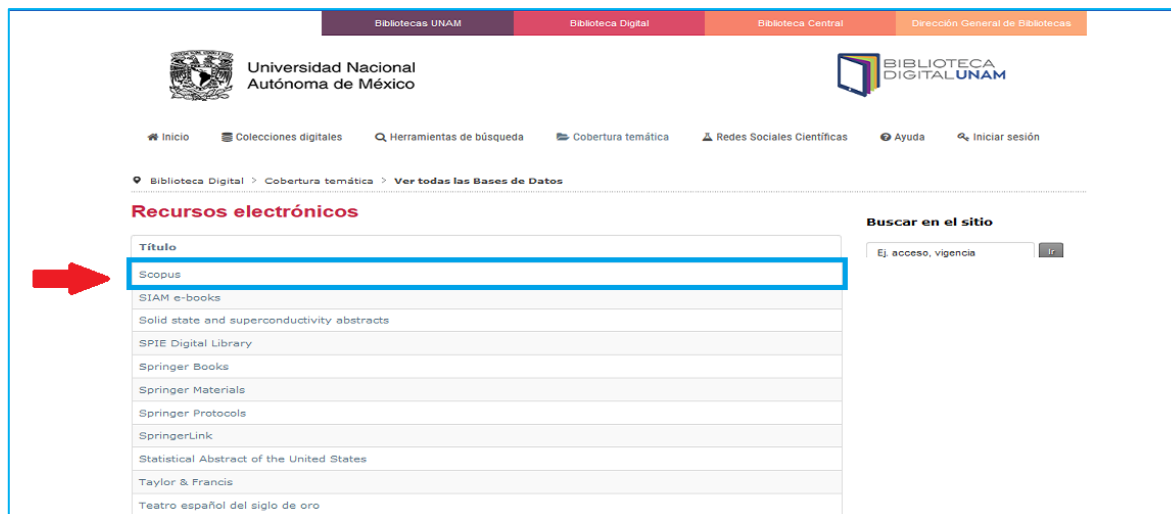 Bibliotecas UNAM Biblioteca Digital Biblioteca Central Dirección General de Bibliotecas
Universidad Nacional
Autónoma de México
BIBLIOTECA
DIGITALUNAM
Inicio Colecciones digitales Herramientas de búsqueda Cobertura temática Redes Sociales Científicas Ayuda Iniciar sesión
Biblioteca Digital > Cobertura temática > Ver todas las Bases de Datos
Recursos electrónicos
Buscar en el sitio
Título
Ej. acceso, vigencia Ir
Scopus
SIAM e-books
Solid state and superconductivity abstracts
SPIE Digital Library
Springer Books
Springer Materials
Springer Protocols
SpringerLink
Statistical Abstract of the United States
Taylor & Francis
Teatro español del siglo de oro